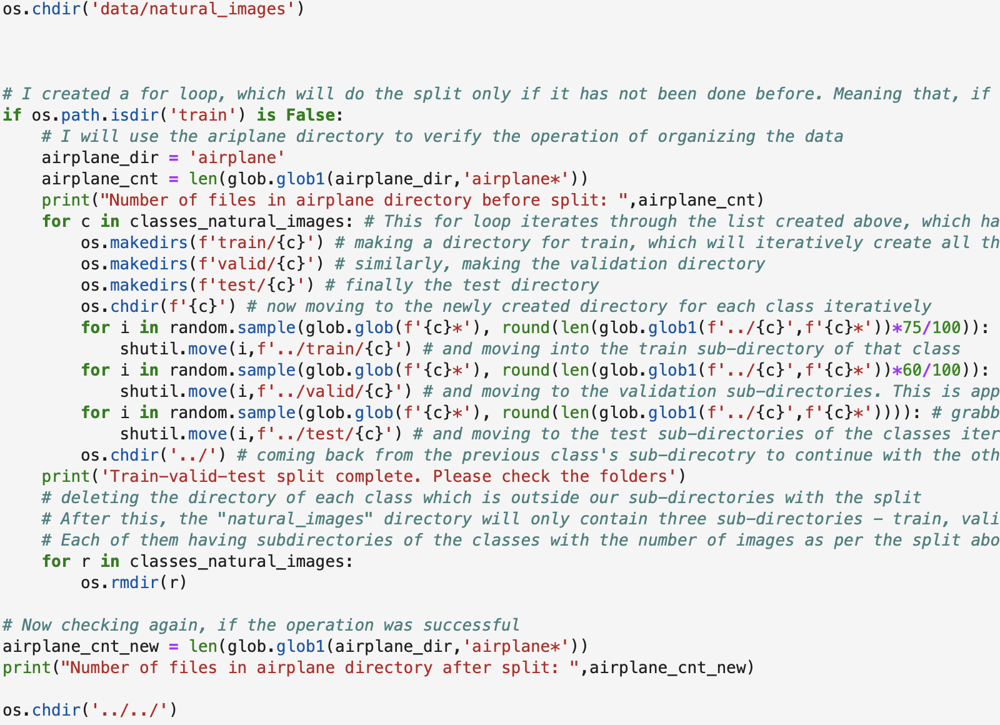 os.chdir('data/natural_images')
# I created a for loop, which will do the split only if it has not been done before. Meaning that, if
if os.path.isdir('train') is False:
    # I will use the ariplane directory to verify the operation of organizing the data
    airplane_dir = 'airplane'
    airplane_cnt = len(glob.glob1(airplane_dir,'airplane*'))
    print("Number of files in airplane directory before split: ",airplane_cnt)
    for c in classes_natural_images: # This for loop iterates through the list created above, which ha
        os.makedirs(f'train/{c}') # making a directory for train, which will iteratively create all th
        os.makedirs(f'valid/{c}') # similarly, making the validation directory
        os.makedirs(f'test/{c}') # finally the test directory
        os.chdir(f'{c}') # now moving to the newly created directory for each class iteratively
        for i in random.sample(glob.glob(f'{c}*'), round(len(glob.glob1(f'../{c}',f'{c}*'))*75/100)):
            shutil.move(i,f'../train/{c}') # and moving into the train sub-directory of that class
        for i in random.sample(glob.glob(f'{c}*'), round(len(glob.glob1(f'../{c}',f'{c}*'))*60/100)):
            shutil.move(i,f'../valid/{c}') # and moving to the validation sub-directories. This is app
        for i in random.sample(glob.glob(f'{c}*'), round(len(glob.glob1(f'../{c}',f'{c}*')))): # grabb
            shutil.move(i,f'../test/{c}') # and moving to the test sub-directories of the classes iter
        os.chdir('../') # coming back from the previous class's sub-direcotry to continue with the oth
    print('Train-valid-test split complete. Please check the folders')
    # deleting the directory of each class which is outside our sub-directories with the split
    # After this, the "natural_images" directory will only contain three sub-directories - train, vali
    # Each of them having subdirectories of the classes with the number of images as per the split abo
    for r in classes_natural_images:
        os.rmdir(r)
# Now checking again, if the operation was successful
airplane_cnt_new = len(glob.glob1(airplane_dir,'airplane*'))
print("Number of files in airplane directory after split: ",airplane_cnt_new)
os.chdir('../../')